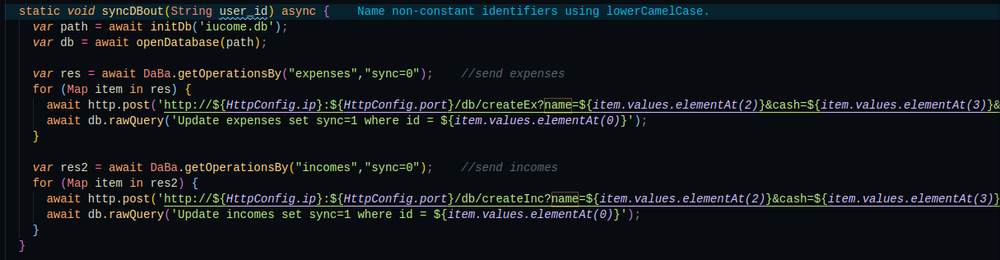 static void syncDBout(String user_id) async {    Name non-constant identifiers using lowerCamelCase.
  var path = await initDb('iucome.db');
  var db = await openDatabase(path);

  var res = await DaBa.getOperationsBy("expenses","sync=0");    //send expenses
  for (Map item in res) {
    await http.post('http://${HttpConfig.ip}:${HttpConfig.port}/db/createEx?name=${item.values.elementAt(2)}&cash=${item.values.elementAt(3)}&
    await db.rawQuery('Update expenses set sync=1 where id = ${item.values.elementAt(0)}');
  }

  var res2 = await DaBa.getOperationsBy("incomes","sync=0");    //send incomes
  for (Map item in res2) {
    await http.post('http://${HttpConfig.ip}:${HttpConfig.port}/db/createInc?name=${item.values.elementAt(2)}&cash=${item.values.elementAt(3)}
    await db.rawQuery('Update incomes set sync=1 where id = ${item.values.elementAt(0)}');
  }
}